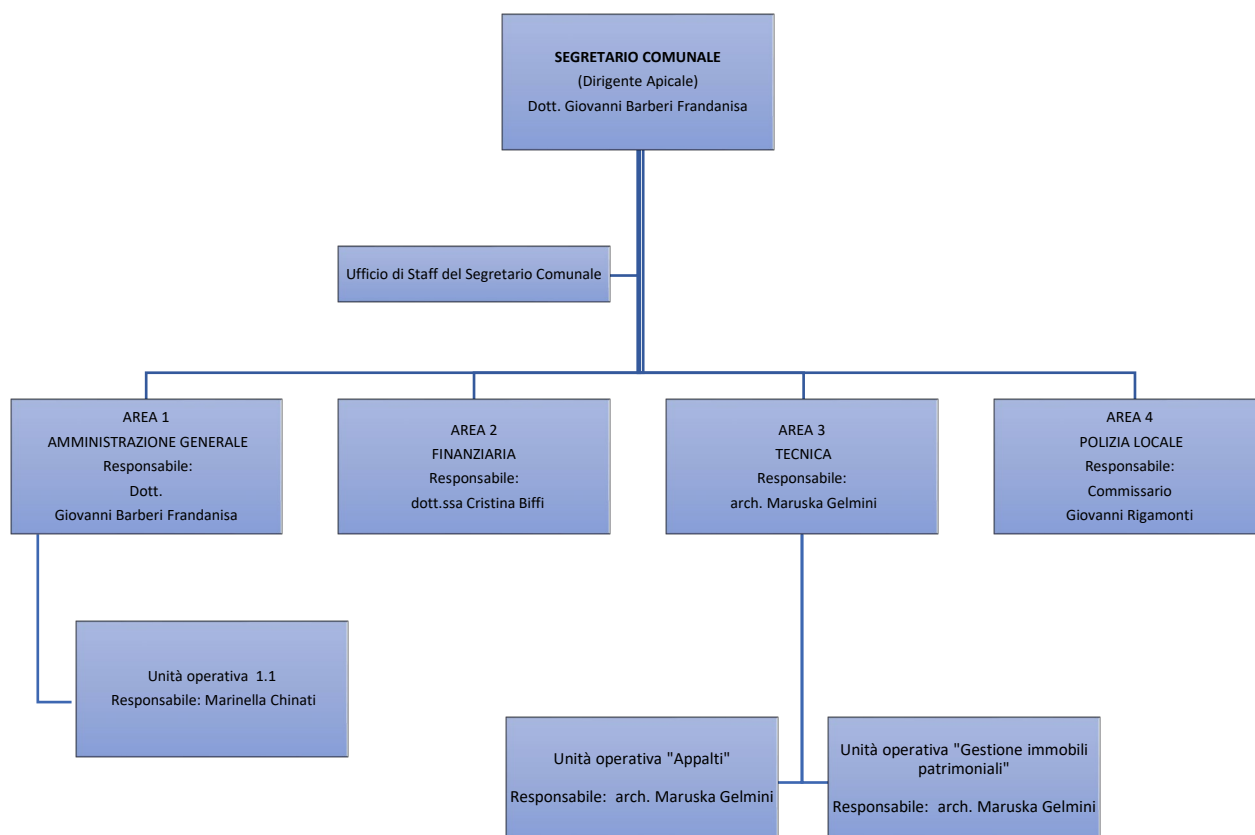 SEGRETARIO COMUNALE
(Dirigente Apicale)
Dott. Giovanni Barberi Frandanisa
Ufficio di Staff del Segretario Comunale
AREA 1
AMMINISTRAZIONE GENERALE
Responsabile:
Dott.
Giovanni Barberi Frandanisa
AREA 2
FINANZIARIA
Responsabile:
dott.ssa Cristina Biffi
AREA 3
TECNICA
Responsabile:
arch. Maruska Gelmini
AREA 4
POLIZIA LOCALE
Responsabile:
Commissario
Giovanni Rigamonti
Unità operativa 1.1
Responsabile: Marinella Chinati
Unità operativa "Appalti"
Responsabile: arch. Maruska Gelmini
Unità operativa "Gestione immobili
patrimoniali"
Responsabile: arch. Maruska Gelmini